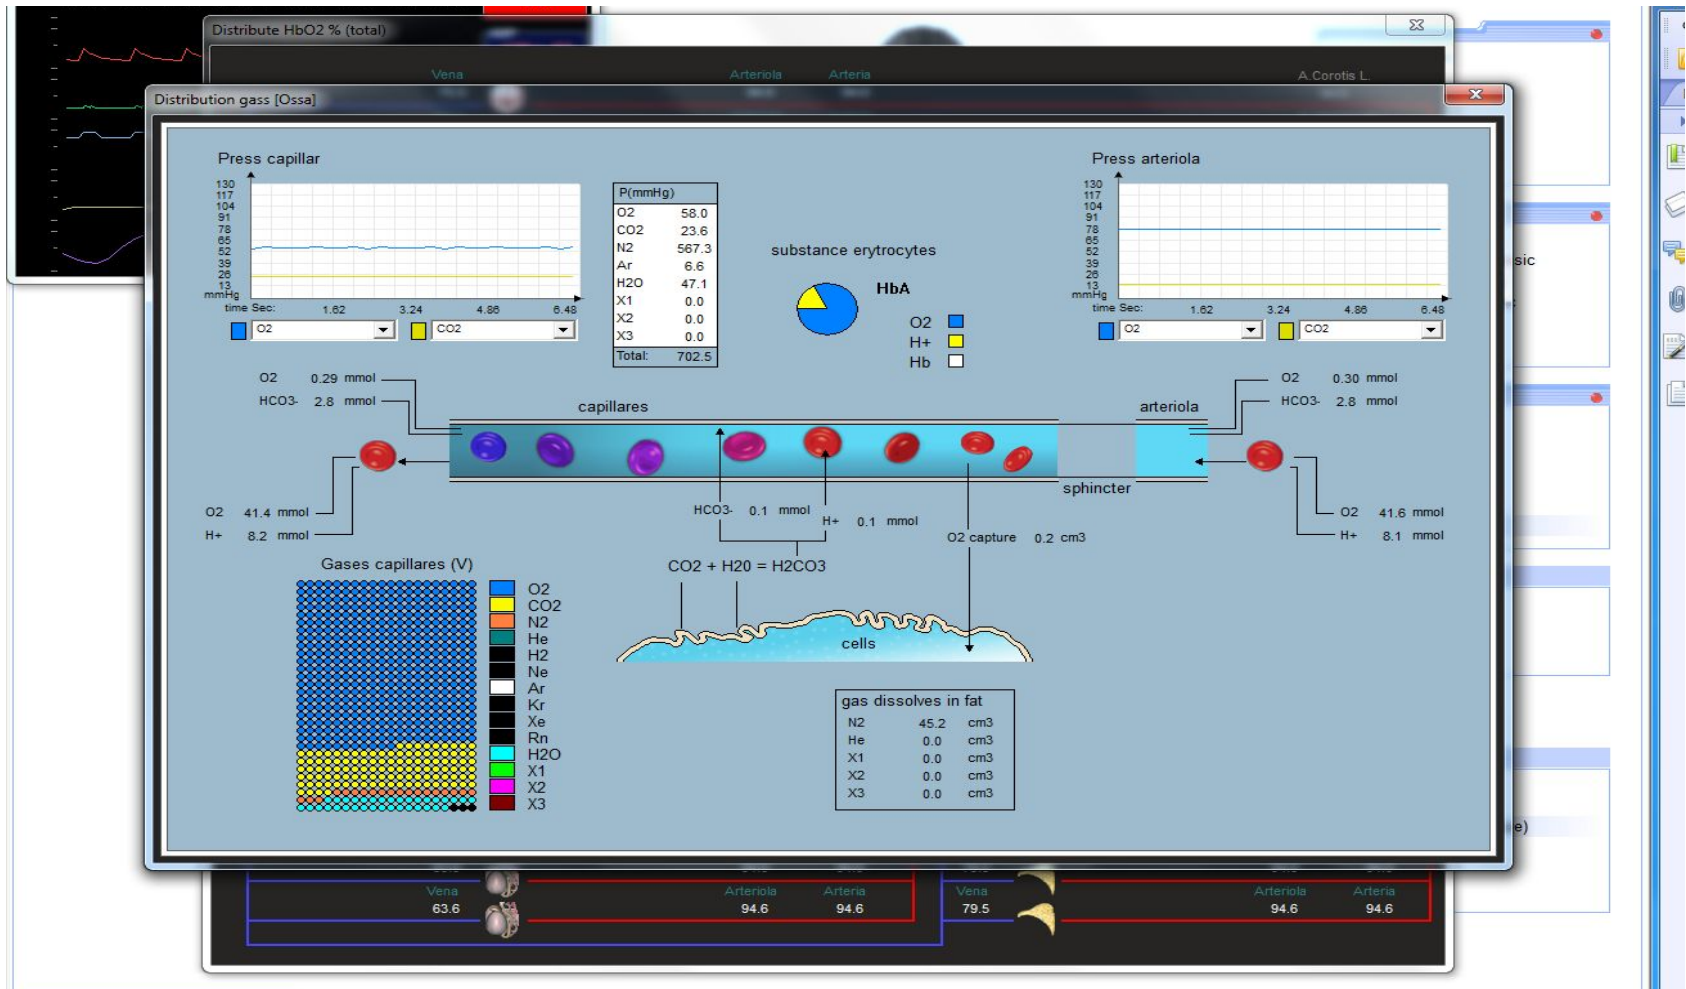 Distribute HbO2 % (total)
Vena Arteriola Arteria A.Corotis L.
Distribution gass [Ossa]
Press capillar
130
117
104
91
78
65
52
39
26
13
mmHg
time Sec: 1.62 3.24 4.86 6.48
O2 CO2
P(mmHg)
O2 58.0
CO2 23.6
N2 567.3
Ar 6.6
H2O 47.1
X1 0.0
X2 0.0
X3 0.0
Total: 702.5
substance erytrocytes
HbA
O2
H+
Hb
Press arteriola
130
117
104
91
78
65
52
39
26
13
mmHg
time Sec: 1.62 3.24 4.86 6.48
O2 CO2
O2 0.29 mmol
HCO3- 2.8 mmol
capillares
arteriola
O2 0.30 mmol
HCO3- 2.8 mmol
sphincter
O2 41.4 mmol
H+ 8.2 mmol
HCO3- 0.1 mmol
H+ 0.1 mmol
O2 capture 0.2 cm3
O2 41.6 mmol
H+ 8.1 mmol
CO2 + H20 = H2CO3
cells
Gases capillares (V)
O2
CO2
N2
He
H2
Ne
Ar
Kr
Xe
Rn
H2O
X1
X2
X3
gas dissolves in fat
N2 45.2 cm3
He 0.0 cm3
X1 0.0 cm3
X2 0.0 cm3
X3 0.0 cm3
sic
e)
Vena Arteriola Arteria Vena Arteriola Arteria
63.6 94.6 94.6 79.5 94.6 94.6